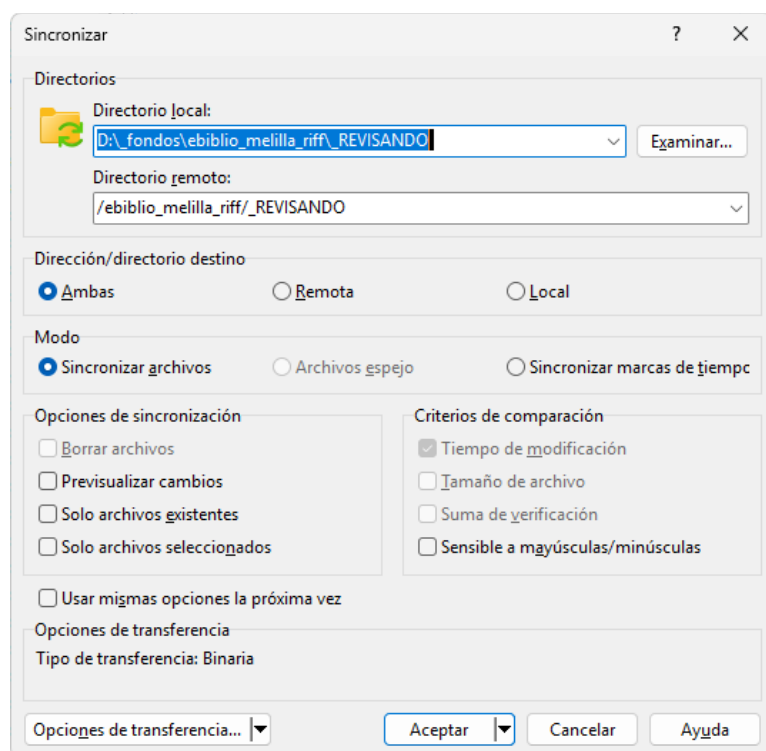 Sincronizar ? ×
Directorios
Directorio local:
D:\_fondos\ebiblio_melilla_riff\_REVISANDO Examinar...
Directorio remoto:
/ebiblio_melilla_riff/_REVISANDO
Dirección/directorio destino
Ambas Remota Local
Modo
Sincronizar archivos Archivos espejo Sincronizar marcas de tiempc
Opciones de sincronización Criterios de comparación
Borrar archivos Tiempo de modificación
Previsualizar cambios Tamaño de archivo
Solo archivos existentes Suma de verificación
Solo archivos seleccionados Sensible a mayúsculas/minúsculas
Usar mismas opciones la próxima vez
Opciones de transferencia
Tipo de transferencia: Binaria
Opciones de transferencia... Aceptar Cancelar Ayuda